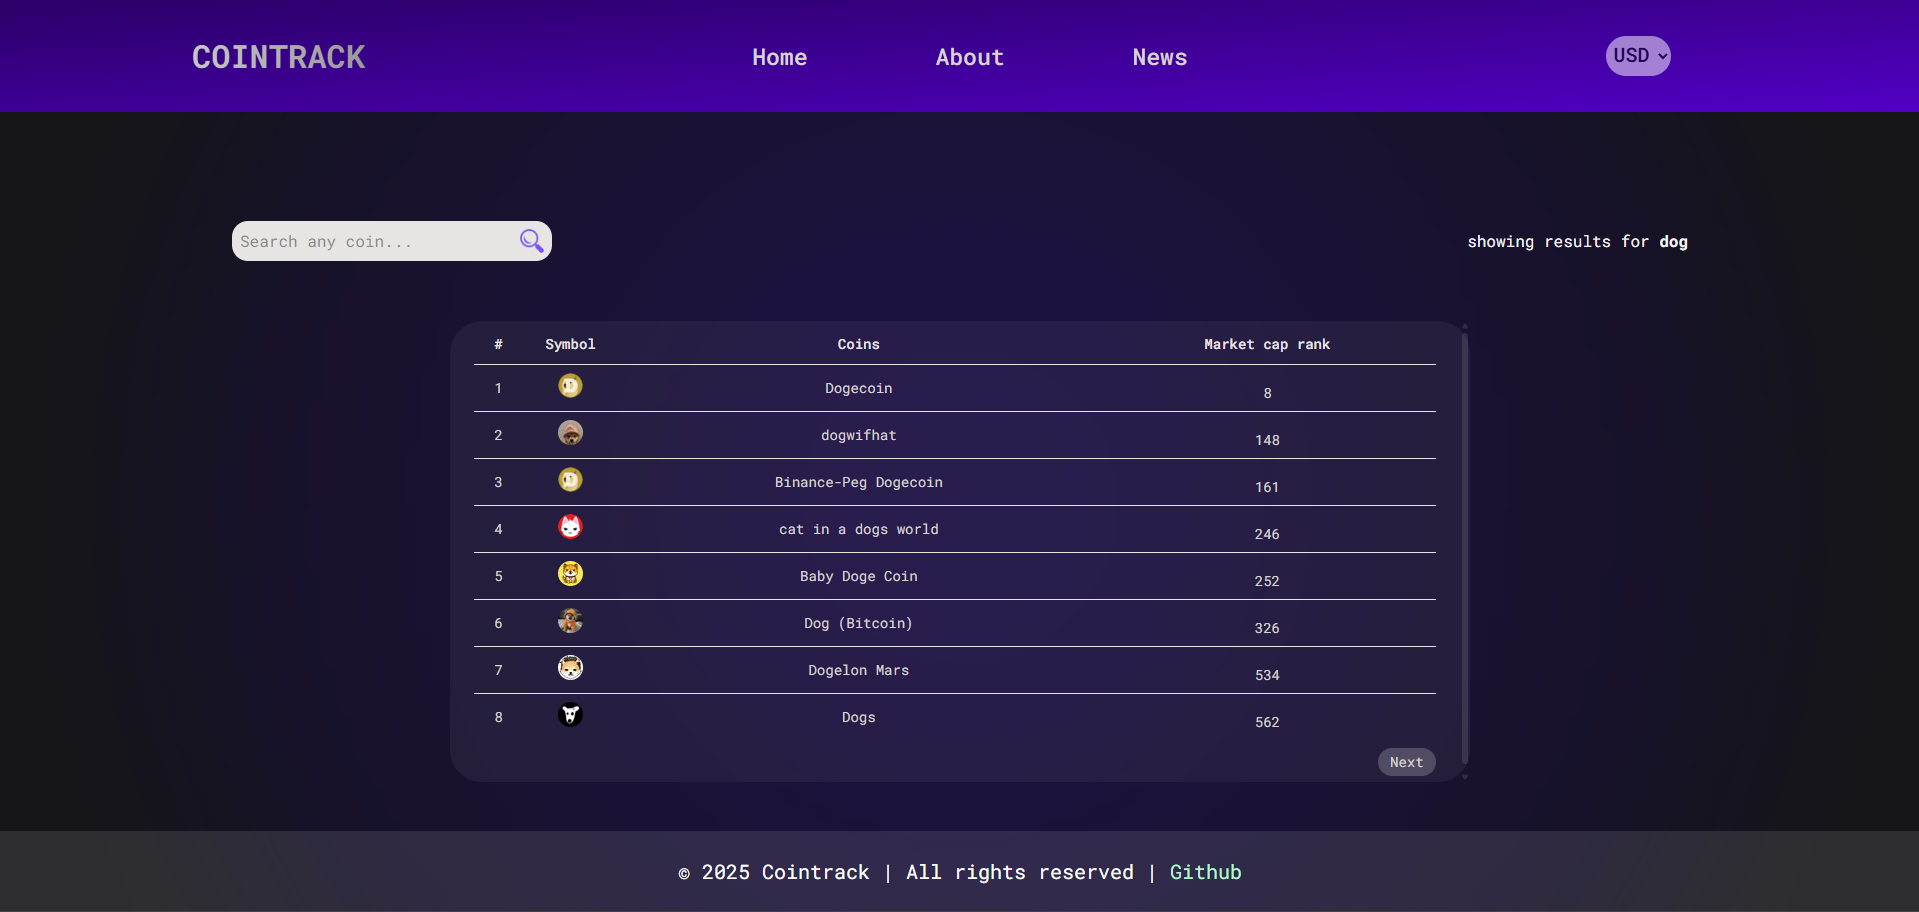 COINTRACK Home About News USD
Search any coin... showing results for dog
# Symbol Coins Market cap rank
1 Dogecoin 8
2 dogwifhat 148
3 Binance-Peg Dogecoin 161
4 cat in a dogs world 246
5 Baby Doge Coin 252
6 Dog (Bitcoin) 326
7 Dogelon Mars 534
8 Dogs 562
Next
© 2025 Cointrack | All rights reserved | Github